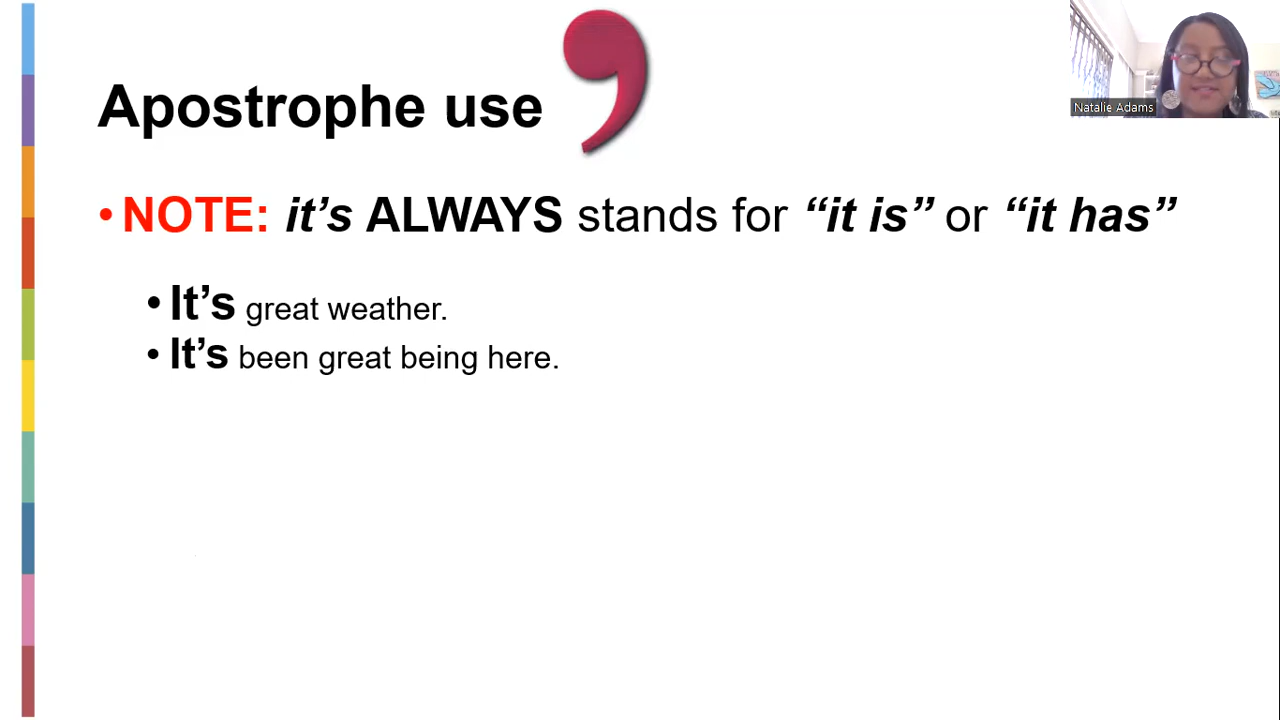 Apostrophe use
Natalie Adams
• NOTE: it’s ALWAYS stands for “it is” or “it has”
• It’s great weather.
• It’s been great being here.